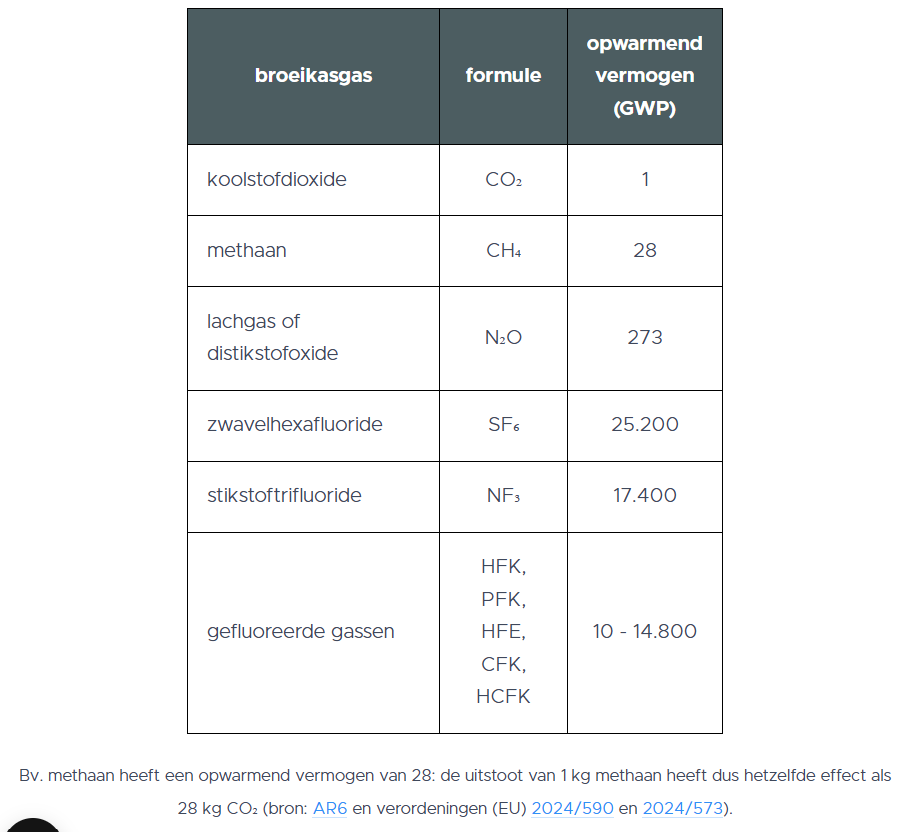 broeikasgas formule opwarmend
vermogen
(GWP)
koolstofdioxide CO₂ 1
methaan CH₄ 28
lachgas of
distikstofoxide N₂O 273
zwavelhexafluoride SF₆ 25.200
stikstoftrifluoride NF₃ 17.400
gefluoreerde gassen HFK,
PFK,
HFE,
CFK,
HCFK
10 - 14.800
Bv. methaan heeft een opwarmend vermogen van 28: de uitstoot van 1 kg methaan heeft dus hetzelfde effect als
28 kg CO₂ (bron: AR6 en verordeningen (EU) 2024/590 en 2024/573).